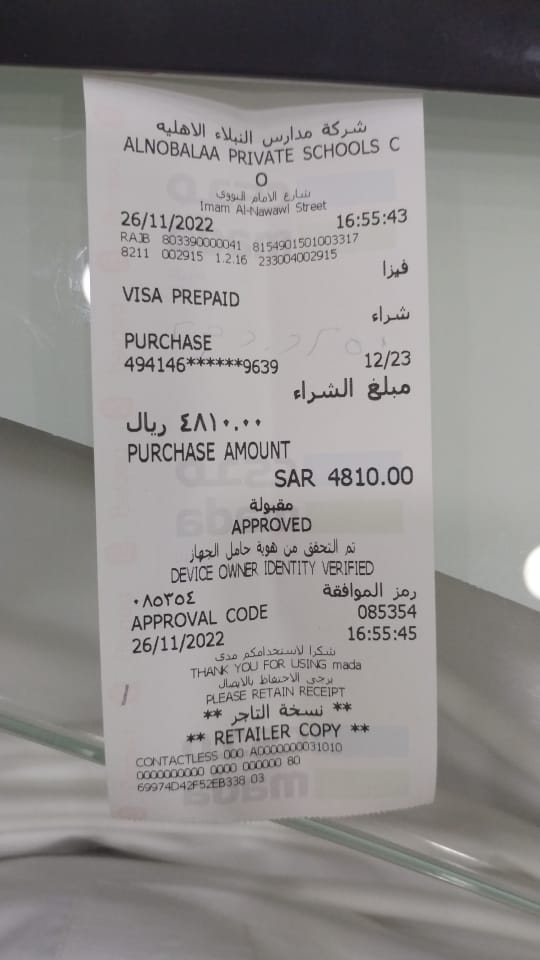 شركة مدارس النبلاء الاهليه
ALNOBALAA PRIVATE SCHOOLS C
O
شارع الامام النووي
Imam Al-Nawawi Street
26/11/2022 16:55:43
RAJB 803390000041 8154901501003317
8211 002915 1.2.16 233004002915
فيزا
VISA PREPAID
شراء
PURCHASE
494146******9639 12/23
مبلغ الشراء
٤٨١٠.٠٠ ريال
PURCHASE AMOUNT
SAR 4810.00
مقبولة
APPROVED
تم التحقق من هوية حامل الجهاز
DEVICE OWNER IDENTITY VERIFIED
رمز الموافقة ٠٨٥٣٥٤
APPROVAL CODE 085354
26/11/2022 16:55:45
شكرا لاستخدامكم مدى
THANK YOU FOR USING mada
يرجى الاحتفاظ بالايصال
PLEASE RETAIN RECEIPT
** نسخة التاجر **
** RETAILER COPY **
CONTACTLESS 000 A0000000031010
0000000000 0000 000000 80
69974D42F52EB338 03